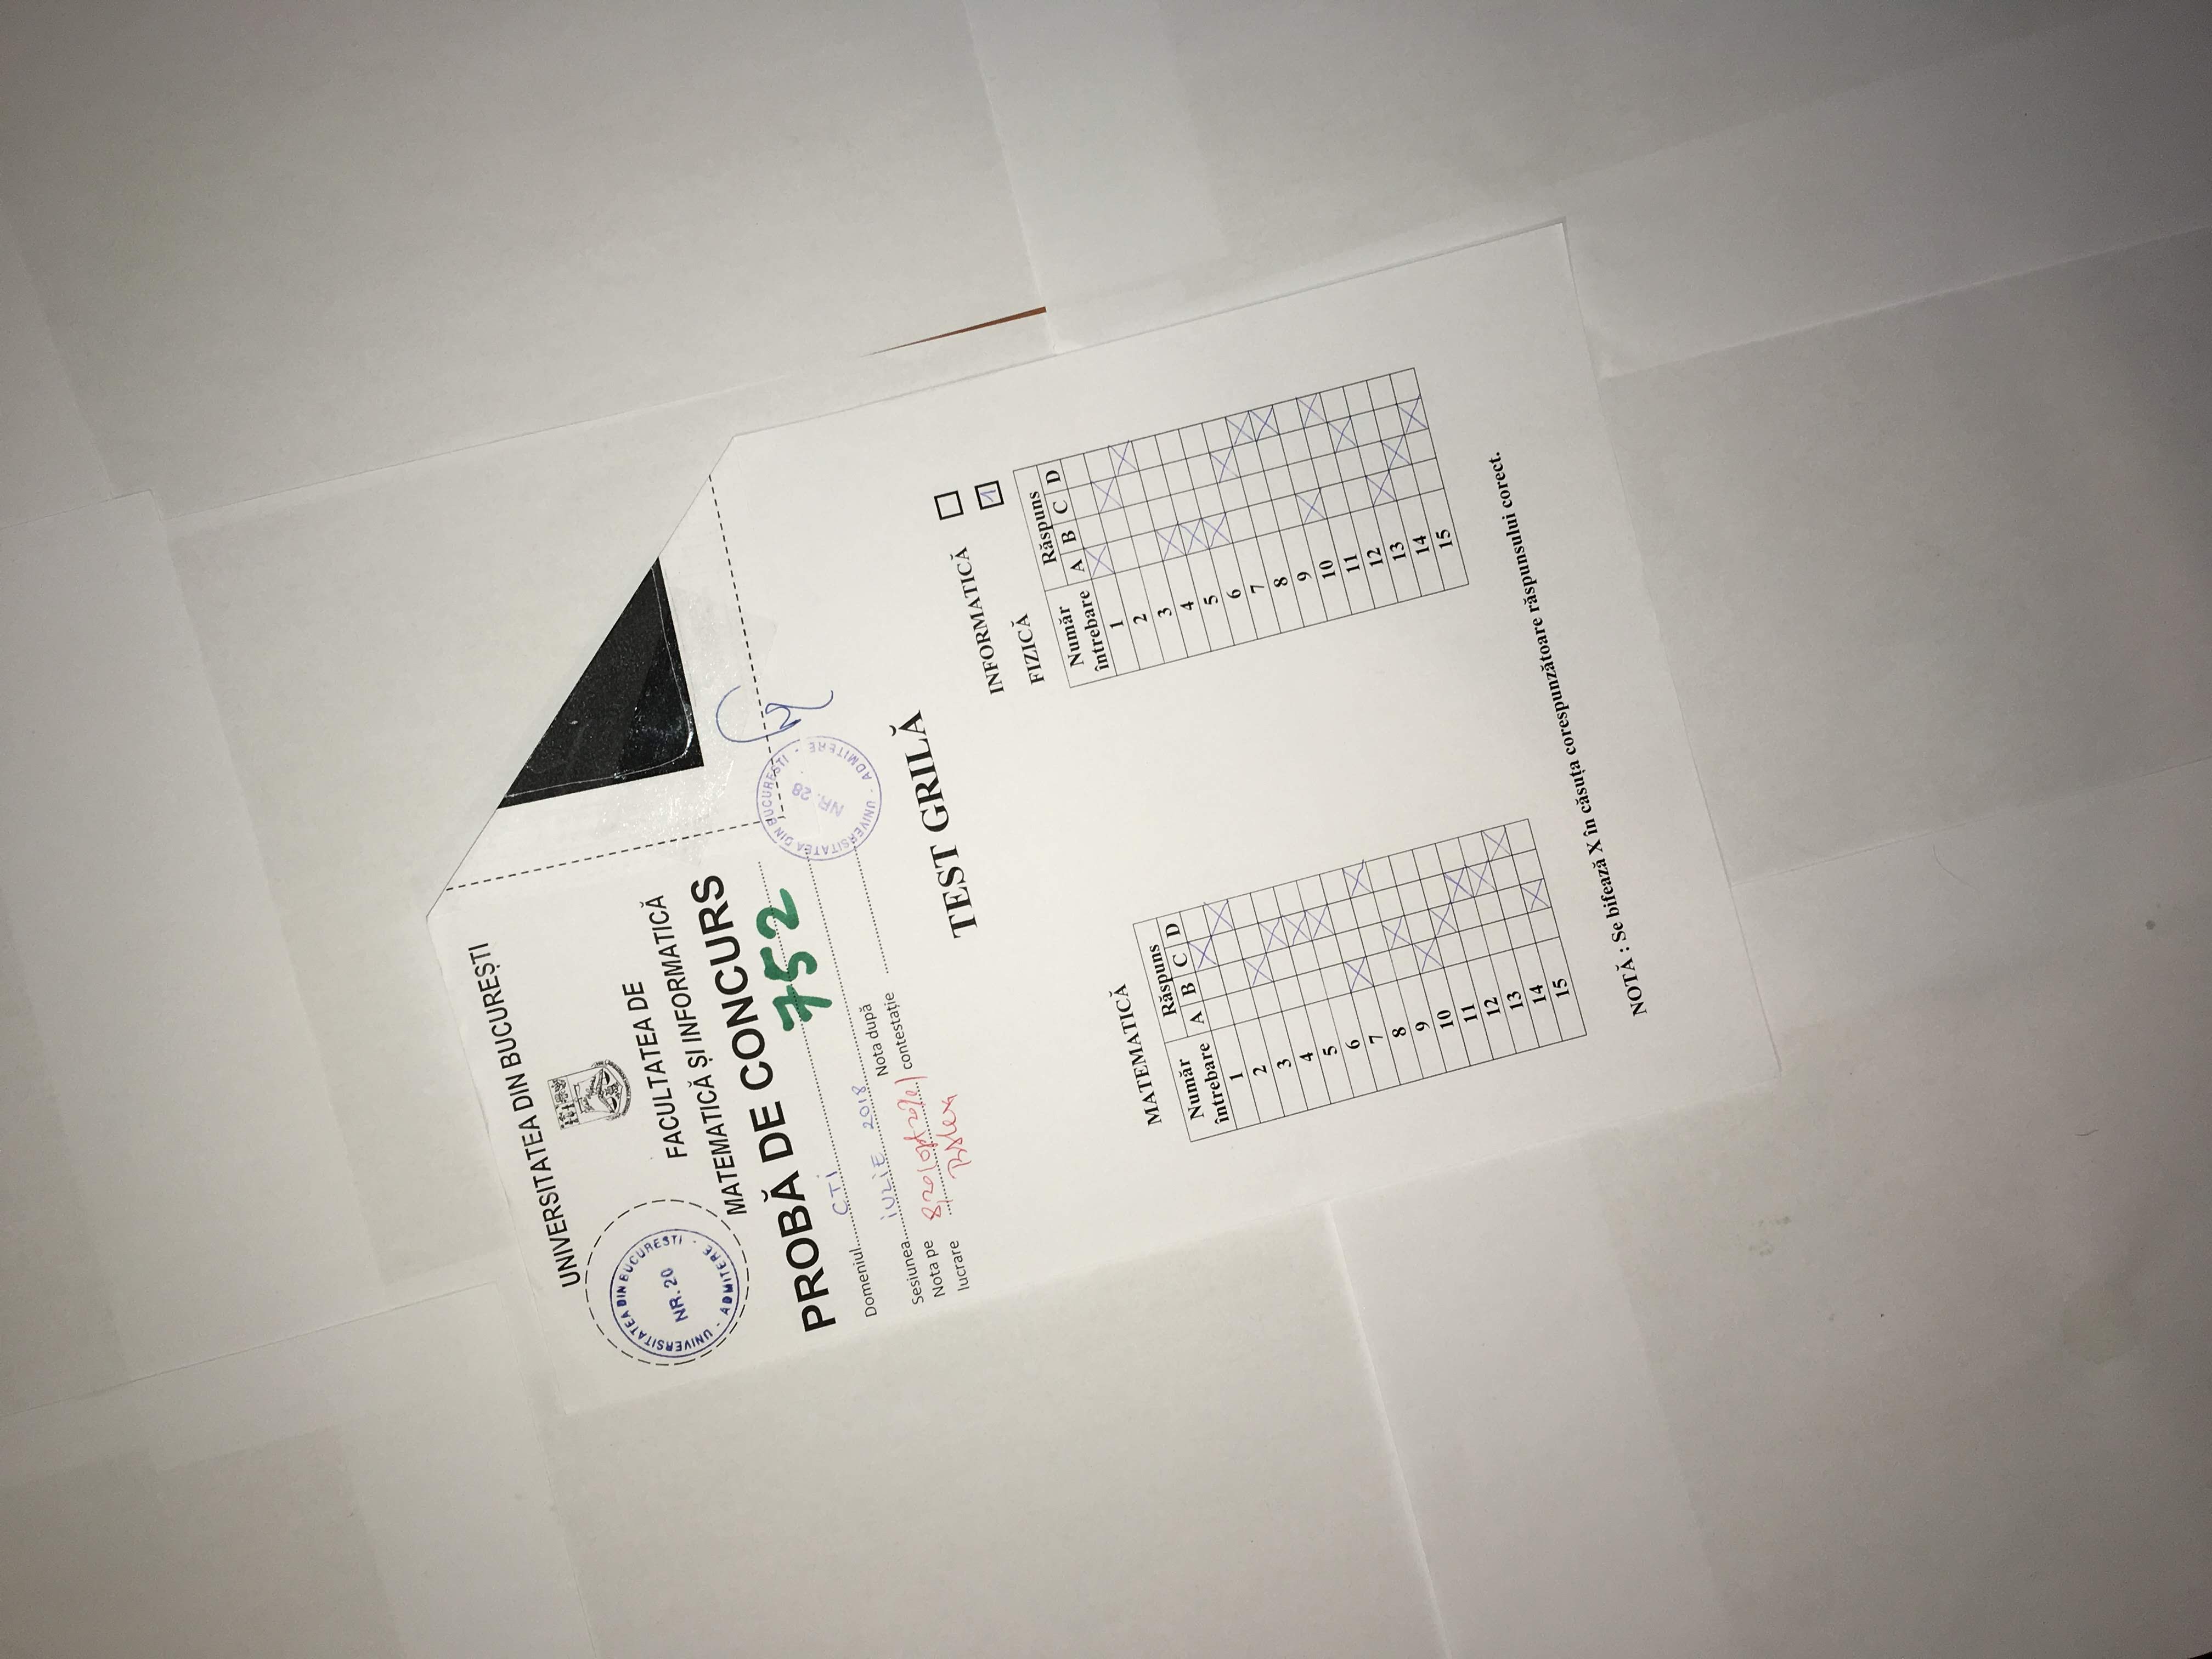 UNIVERSITATEA DIN BUCUREȘTI
UNIVERSITATEA DIN BUCUREȘTI - ADMITERE -
NR. 20
FACULTATEA DE
MATEMATICĂ ȘI INFORMATICĂ
PROBĂ DE CONCURS
752
Domeniul CTI
Sesiunea IULIE 2018
Nota pe lucrare 8,20 (opt 20%)
Nota după contestație
UNIVERSITATEA DIN BUCUREȘTI - ADMITERE -
NR. 28
TEST GRILĂ
INFORMATICĂ
FIZICĂ 1
MATEMATICĂ
Număr întrebare Răspuns
A B C D
1 X
2 X
3 X
4 X
5 X
6 X
7 X
8 X
9 X
10 X
11 X
12 X
13 X
14 X
15 X
Număr întrebare Răspuns
A B C D
1 X
2 X
3 X
4 X
5 X
6 X
7 X
8 X
9 X
10 X
11 X
12 X
13 X
14 X
15 X
NOTĂ : Se bifează X în căsuța corespunzătoare răspunsului corect.